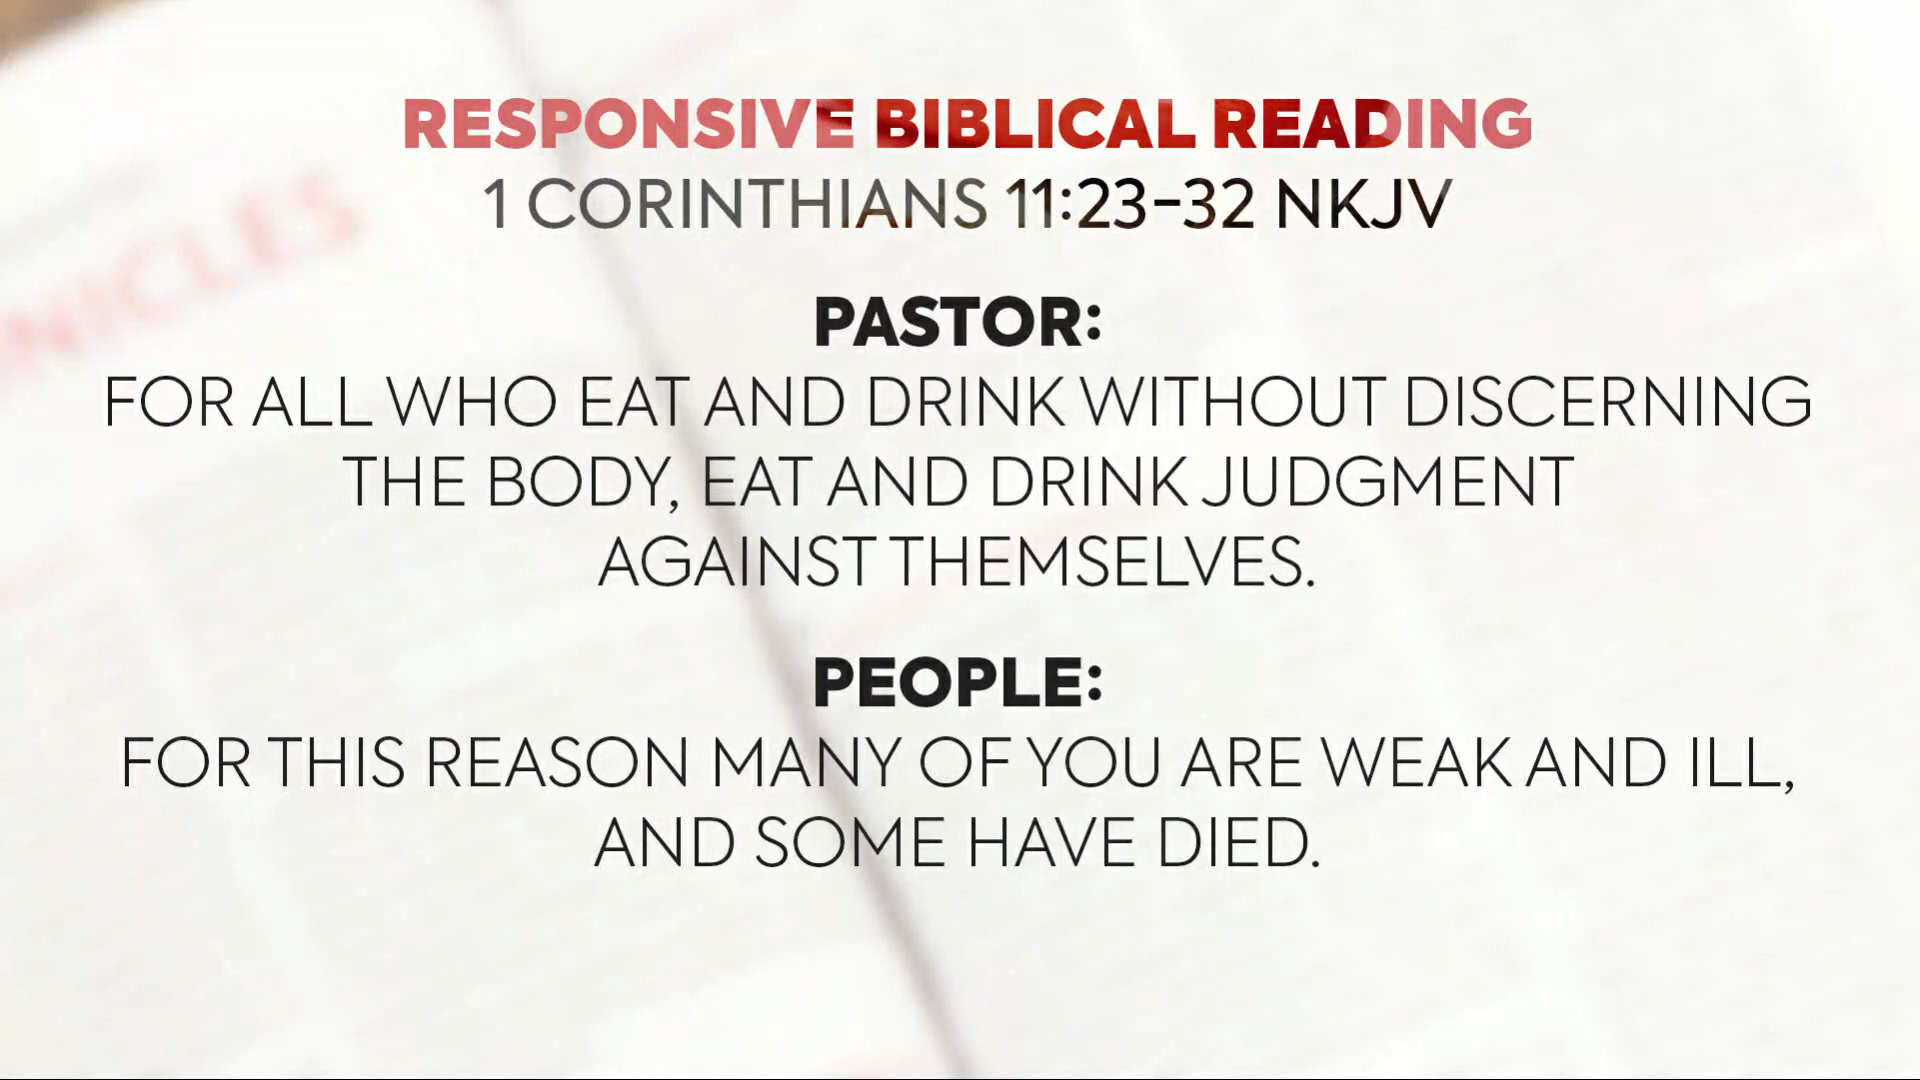 RESPONSIVE BIBLICAL READING
1 CORINTHIANS 11:23-32 NKJV
PASTOR:
FOR ALL WHO EAT AND DRINK WITHOUT DISCERNING
THE BODY, EAT AND DRINK JUDGMENT
AGAINST THEMSELVES.
PEOPLE:
FOR THIS REASON MANY OF YOU ARE WEAK AND ILL,
AND SOME HAVE DIED.